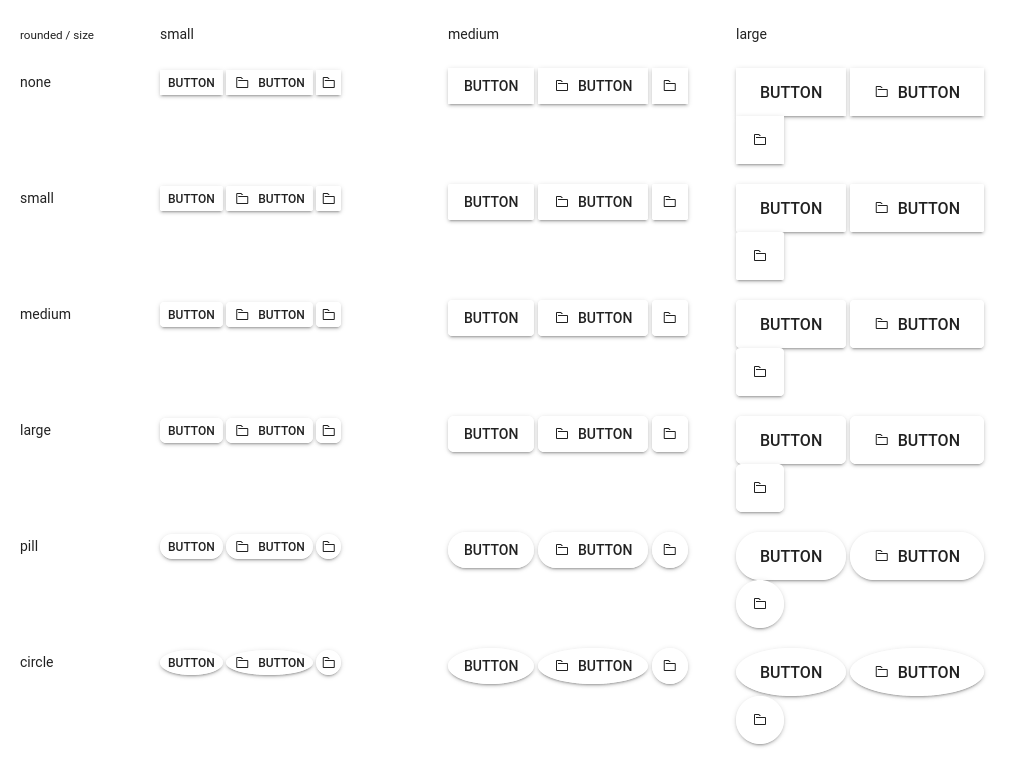 rounded / size small medium large
none BUTTON BUTTON BUTTON BUTTON BUTTON BUTTON
small BUTTON BUTTON BUTTON BUTTON BUTTON BUTTON
medium BUTTON BUTTON BUTTON BUTTON BUTTON BUTTON
large BUTTON BUTTON BUTTON BUTTON BUTTON BUTTON
pill BUTTON BUTTON BUTTON BUTTON BUTTON BUTTON
circle BUTTON BUTTON BUTTON BUTTON BUTTON BUTTON